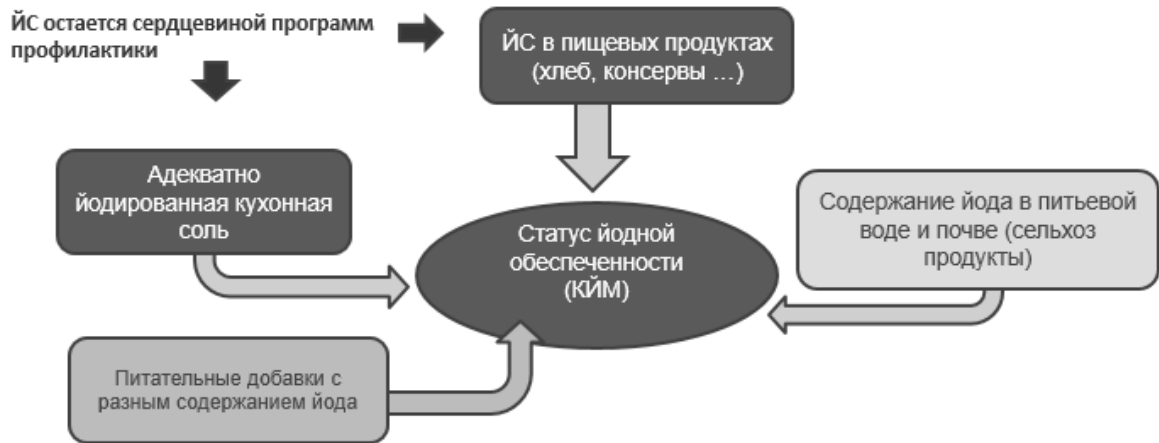 ЙС остается сердцевиной программ
профилактики
ЙС в пищевых продуктах
(хлеб, консервы ...)
Адекватно
йодированная кухонная
соль
Статус йодной
обеспеченности
(КЙМ)
Содержание йода в питьевой
воде и почве (сельхоз
продукты)
Питательные добавки с
разным содержанием йода